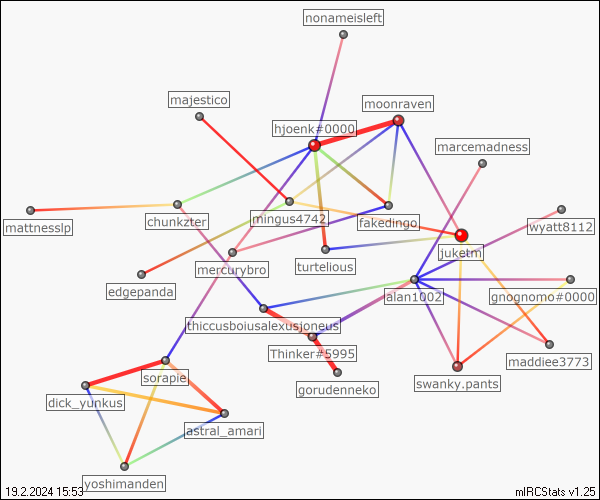 nonameisleft
majestico
moonraven
hjoenk#0000
marcemadness
mattnesslp
chunkzter
mingus4742
fakedingo
wyatt8112
juketm
mercurybro
turtelious
edgepanda
alan1002
gnognomo#0000
thiccusboiusalexusjoneus
Thinker#5995
maddiee3773
sorapie
gorudenneko
swanky.pants
dick_yunkus
astral_amari
yoshimanden
19.2.2024 15:53
mIRCStats v1.25